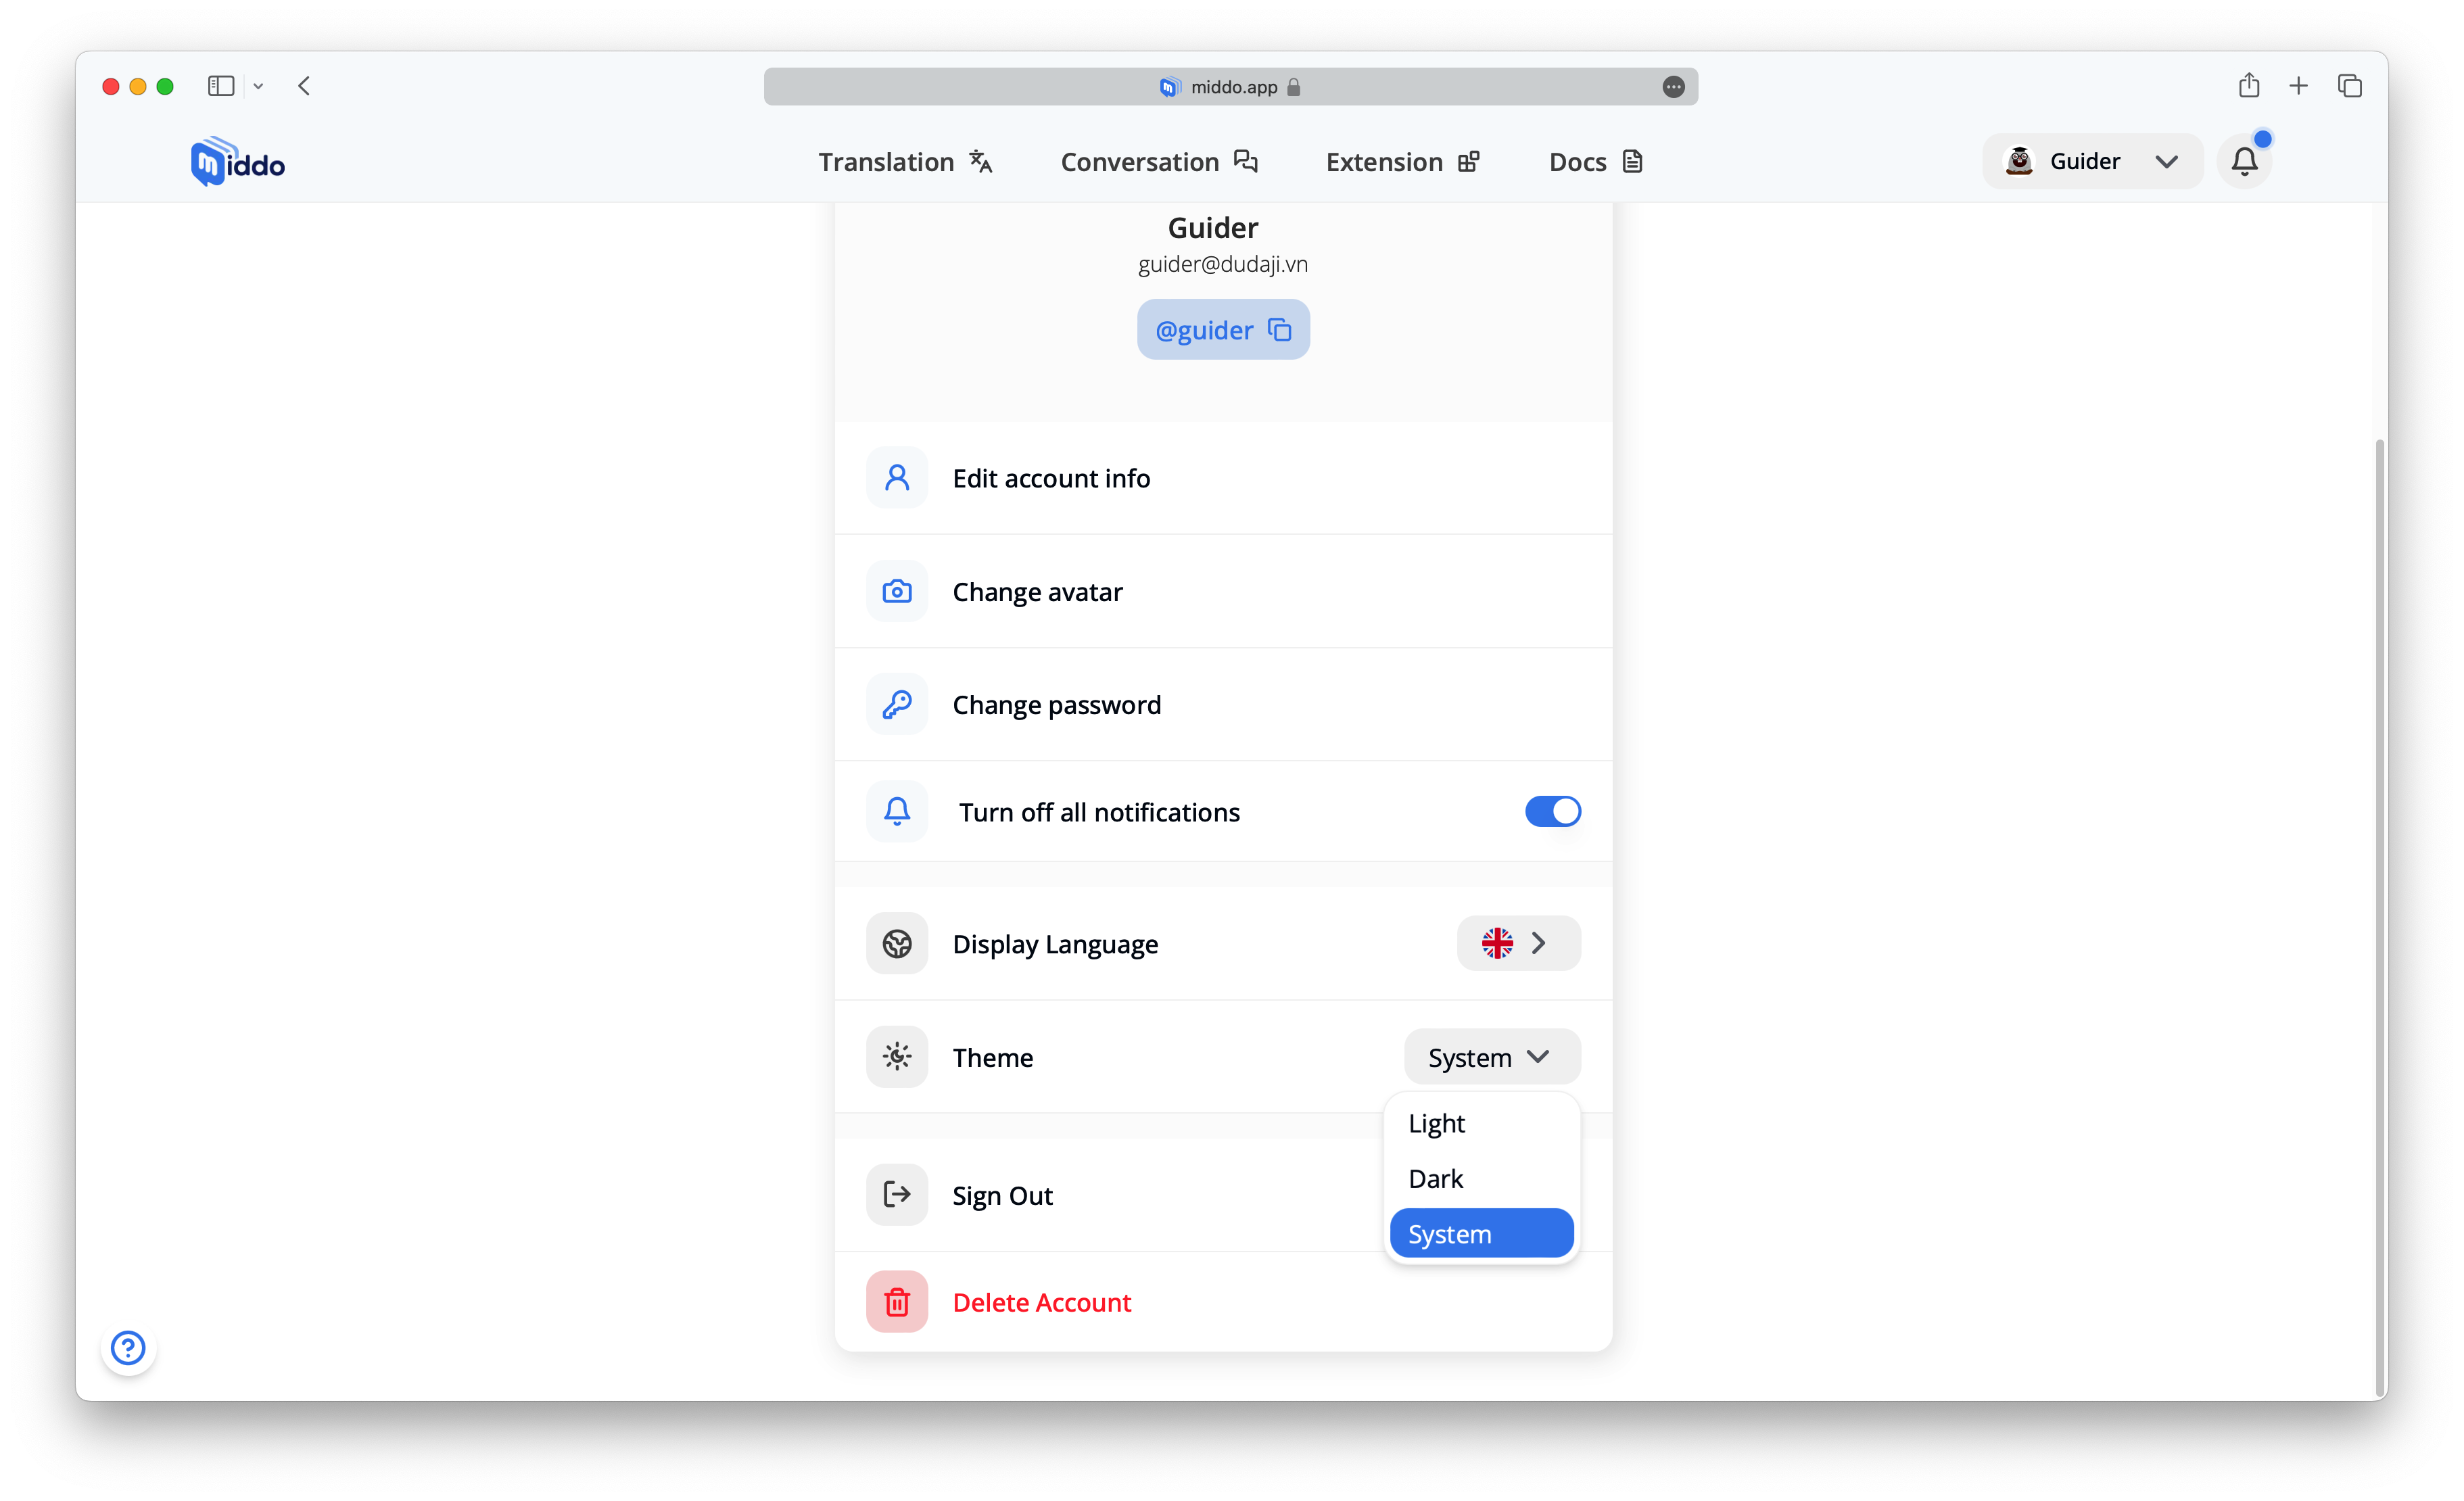 middo.app
middo
Translation
Conversation
Extension
Docs
Guider
Guider
guider@dudaji.vn
@guider
Edit account info
Change avatar
Change password
Turn off all notifications
Display Language
Theme
System
Light
Dark
System
Sign Out
Delete Account